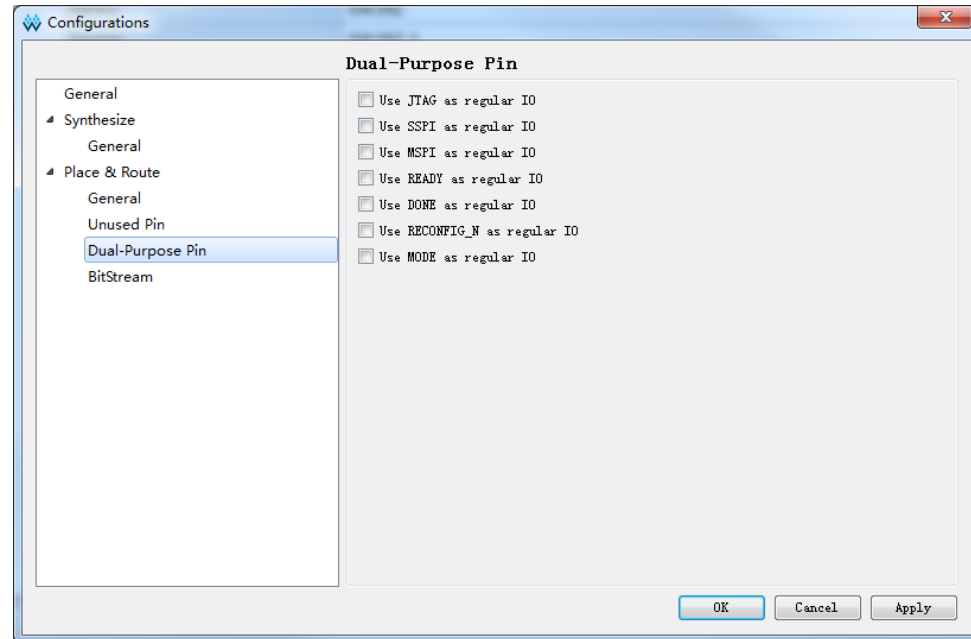 Configurations
Dual-Purpose Pin
General
Synthesize
General
Place & Route
General
Unused Pin
Dual-Purpose Pin
BitStream
Use JTAG as regular IO
Use SSPI as regular IO
Use MSPI as regular IO
Use READY as regular IO
Use DONE as regular IO
Use RECONFIG_N as regular IO
Use MODE as regular IO
OK
Cancel
Apply